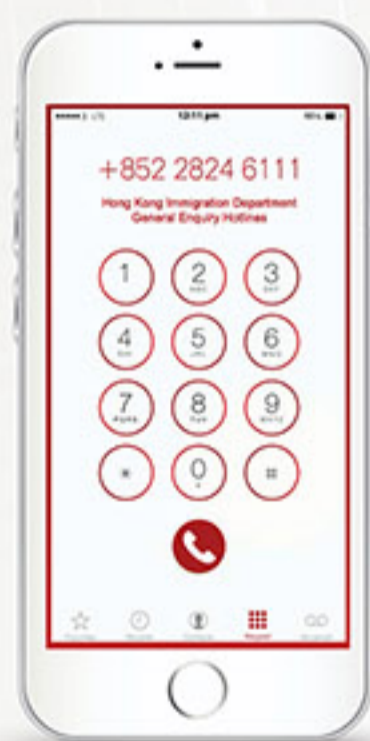 12:11 pm
+852 2824 6111
Hong Kong Immigration Department
General Enquiry Hotlines
1
2
ABC
3
DEF
4
GHI
5
JKL
6
MNO
7
PQRS
8
TUV
9
WXYZ
*
0
+
#
Keypad